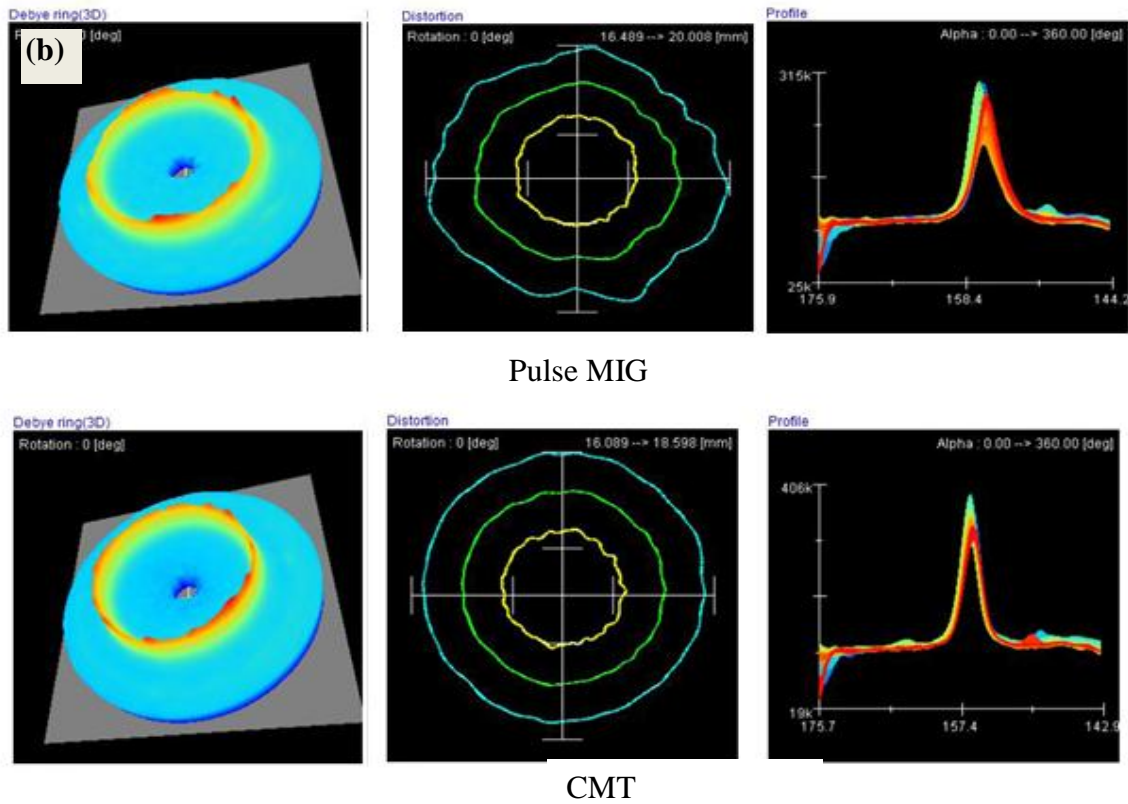 Debye ring(3D)
(b)
[deg]
Distortion
Rotation : 0 [deg]
16.489 --> 20.008 [mm]
Profile
Alpha : 0.00 --> 360.00 [deg]
315k
25k
175.9
158.4
144.2
Pulse MIG
Debye ring(3D)
Rotation : 0 [deg]
Distortion
Rotation : 0 [deg]
16.089 --> 18.598 [mm]
Profile
Alpha : 0.00 --> 360.00 [deg]
406k
19k
175.7
157.4
142.9
CMT